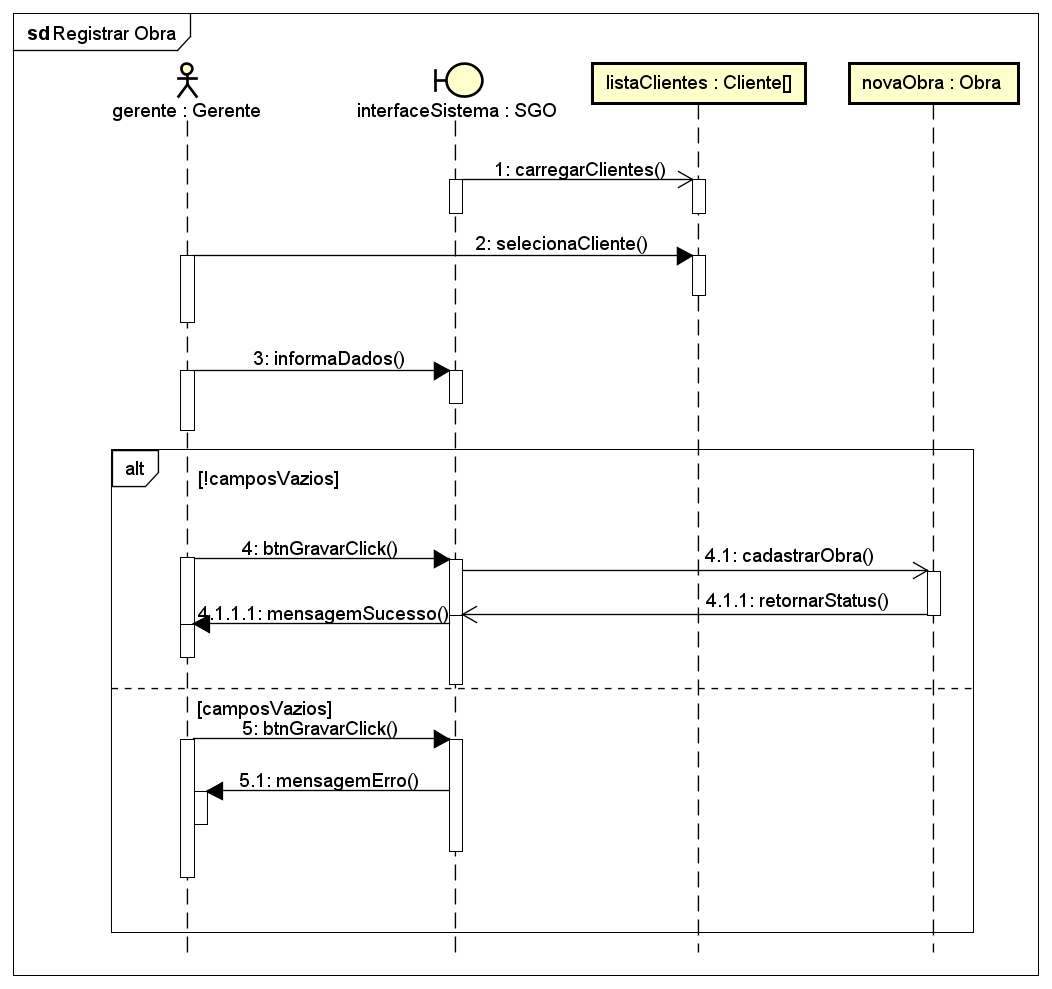 sd Registrar Obra
gerente : Gerente
interfaceSistema : SGO
listaClientes : Cliente[]
novaObra : Obra
1: carregarClientes()
2: selecionaCliente()
3: informaDados()
alt
[!camposVazios]
4: btnGravarClick()
4.1: cadastrarObra()
4.1.1: retornarStatus()
4.1.1.1: mensagemSucesso()
[camposVazios]
5: btnGravarClick()
5.1: mensagemErro()